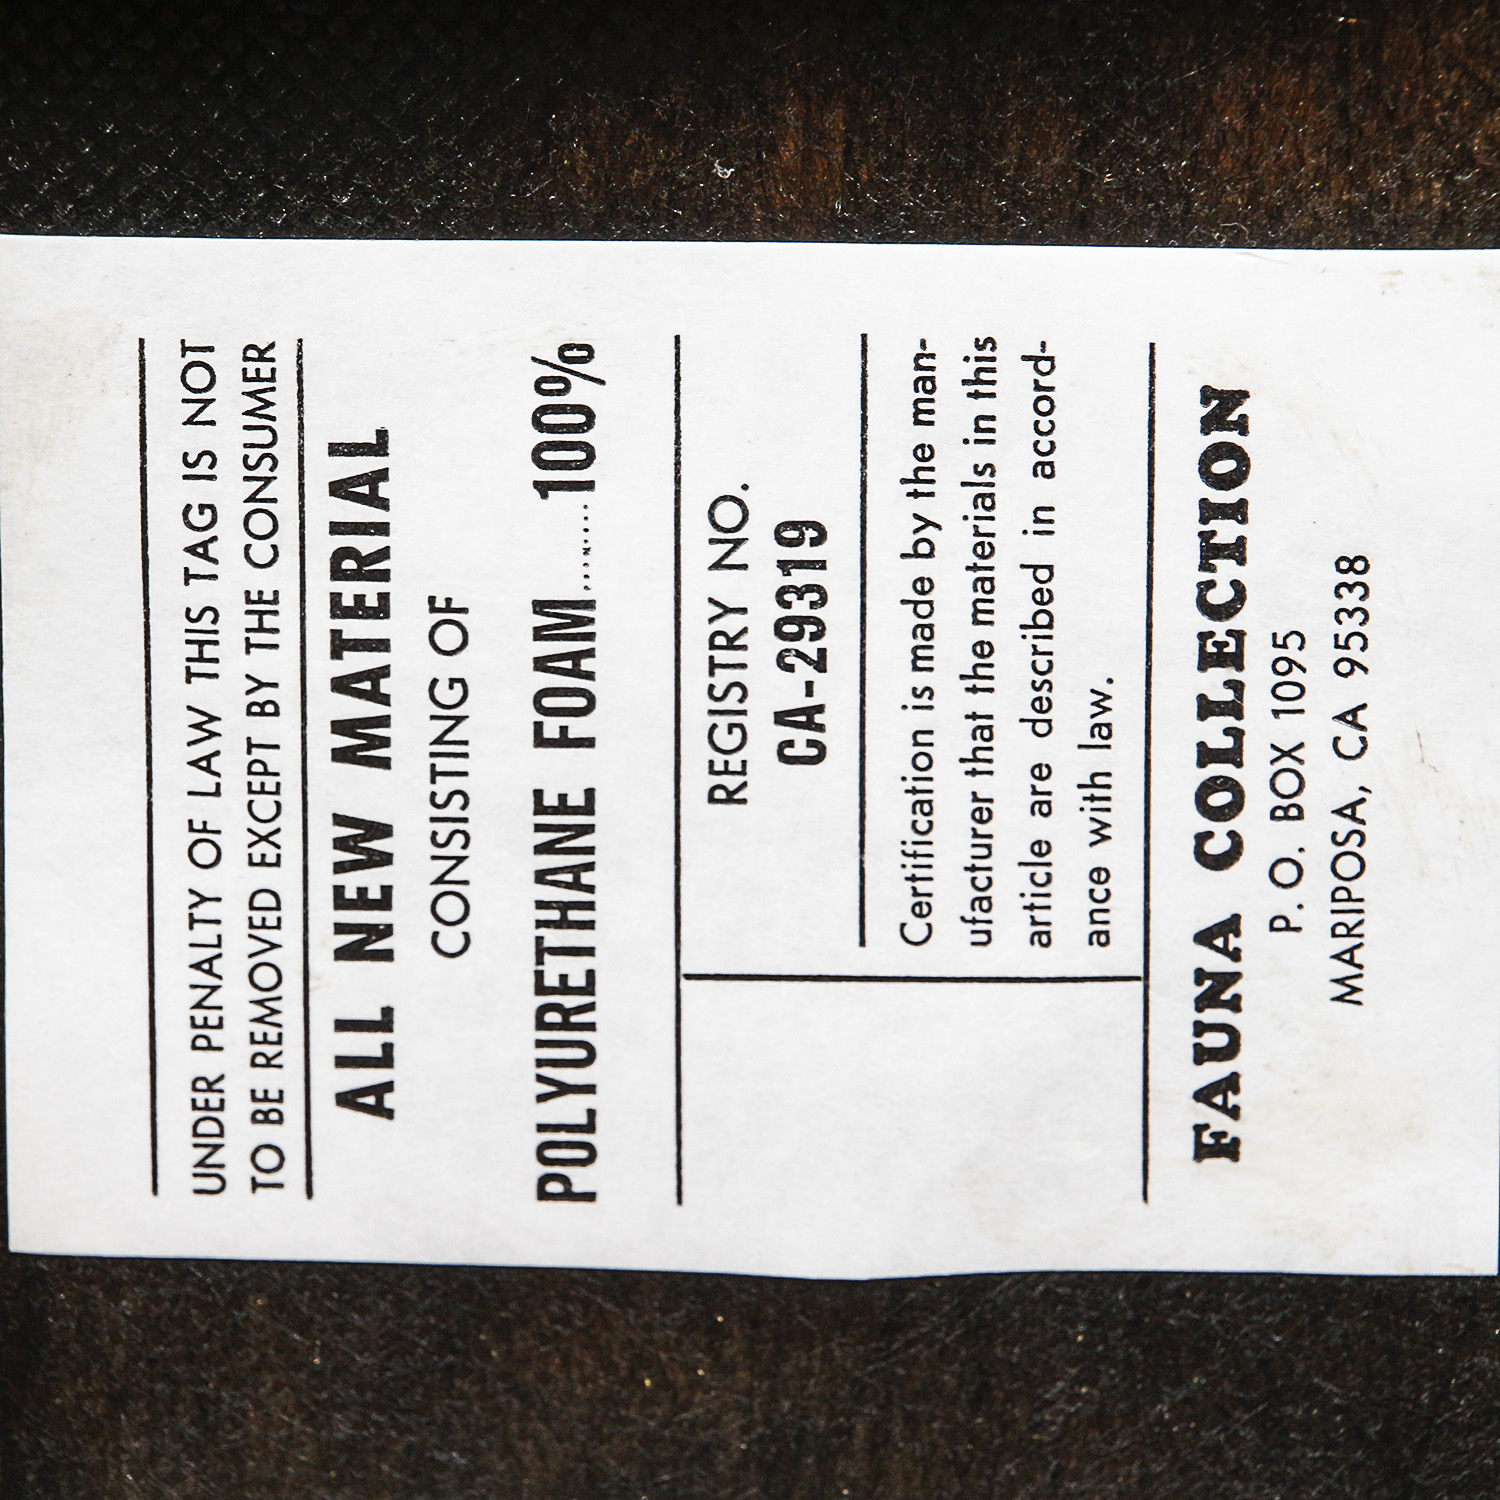 UNDER PENALTY OF LAW THIS TAG IS NOT
TO BE REMOVED EXCEPT BY THE CONSUMER
ALL NEW MATERIAL
CONSISTING OF
POLYURETHANE FOAM..........100%
REGISTRY NO.
CA-29319
Certification is made by the man-
ufacturer that the materials in this
article are described in accord-
ance with law.
FAUNA COLLECTION
P. O. BOX 1095
MARIPOSA, CA 95338